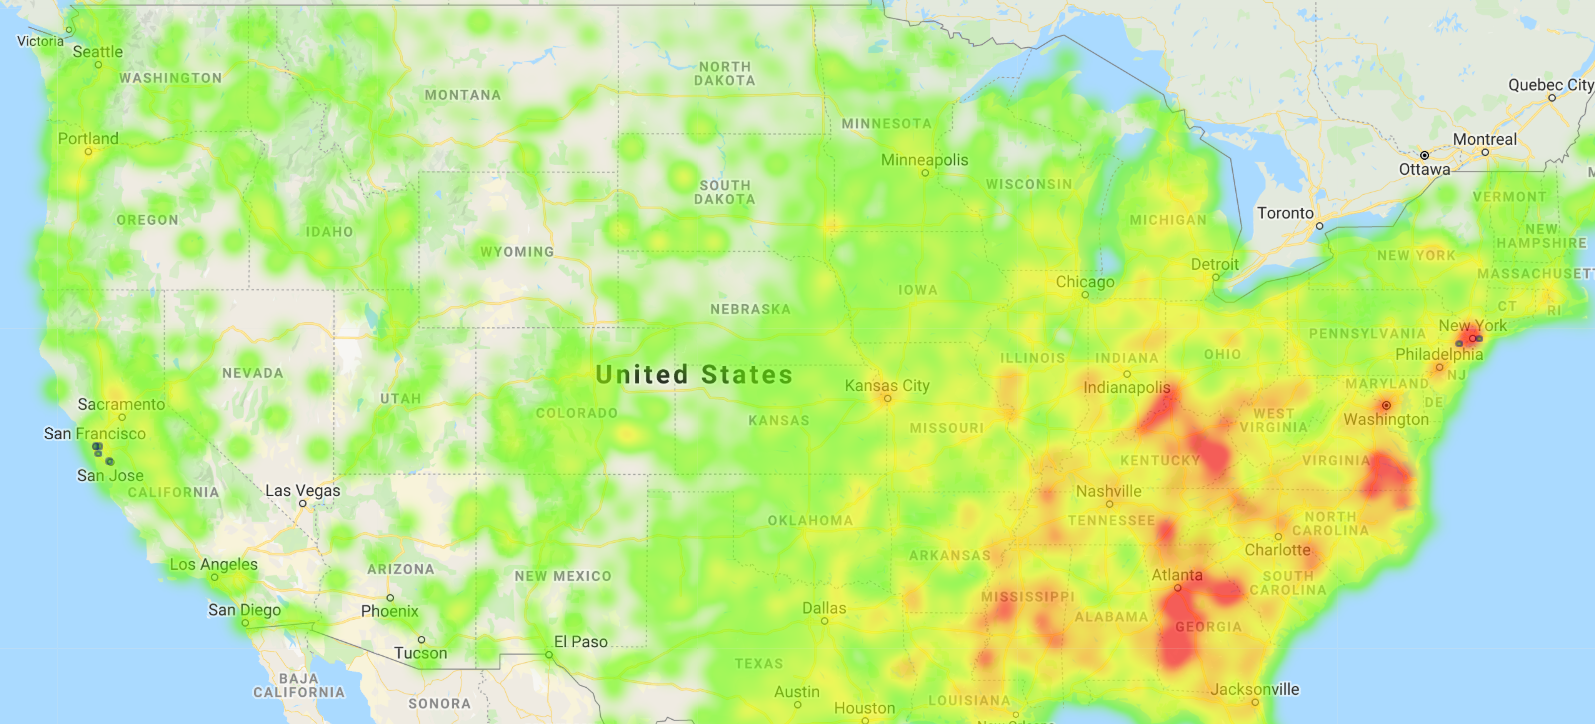 Victoria
Seattle
WASHINGTON
NORTH
DAKOTA
MONTANA
Quebec City
MINNESOTA
Portland
Montreal
Ottawa
Minneapolis
WISCONSIN
SOUTH
DAKOTA
VERMONT
OREGON
IDAHO
MICHIGAN
Toronto
NEW
HAMPSHIRE
WYOMING
NEW YORK
Detroit
MASSACHUSET
Chicago
IOWA
NEBRASKA
CT
RI
New York
PENNSYLVANIA
Philadelphia
ILLINOIS
INDIANA
OHIO
United States
NEVADA
NJ
Kansas City
Indianapolis
MARYLAND
UTAH
DE
Sacramento
COLORADO
KANSAS
MISSOURI
WEST
VIRGINIA
Washington
San Francisco
KENTUCKY
VIRGINIA
San Jose
CALIFORNIA
Las Vegas
Nashville
OKLAHOMA
TENNESSEE
NORTH
CAROLINA
ARKANSAS
Charlotte
Los Angeles
ARIZONA
NEW MEXICO
Atlanta
SOUTH
CAROLINA
MISSISSIPPI
San Diego
Phoenix
Dallas
ALABAMA
GEORGIA
El Paso
Tucson
TEXAS
BAJA
CALIFORNIA
Austin
LOUISIANA
Jacksonville
SONORA
Houston